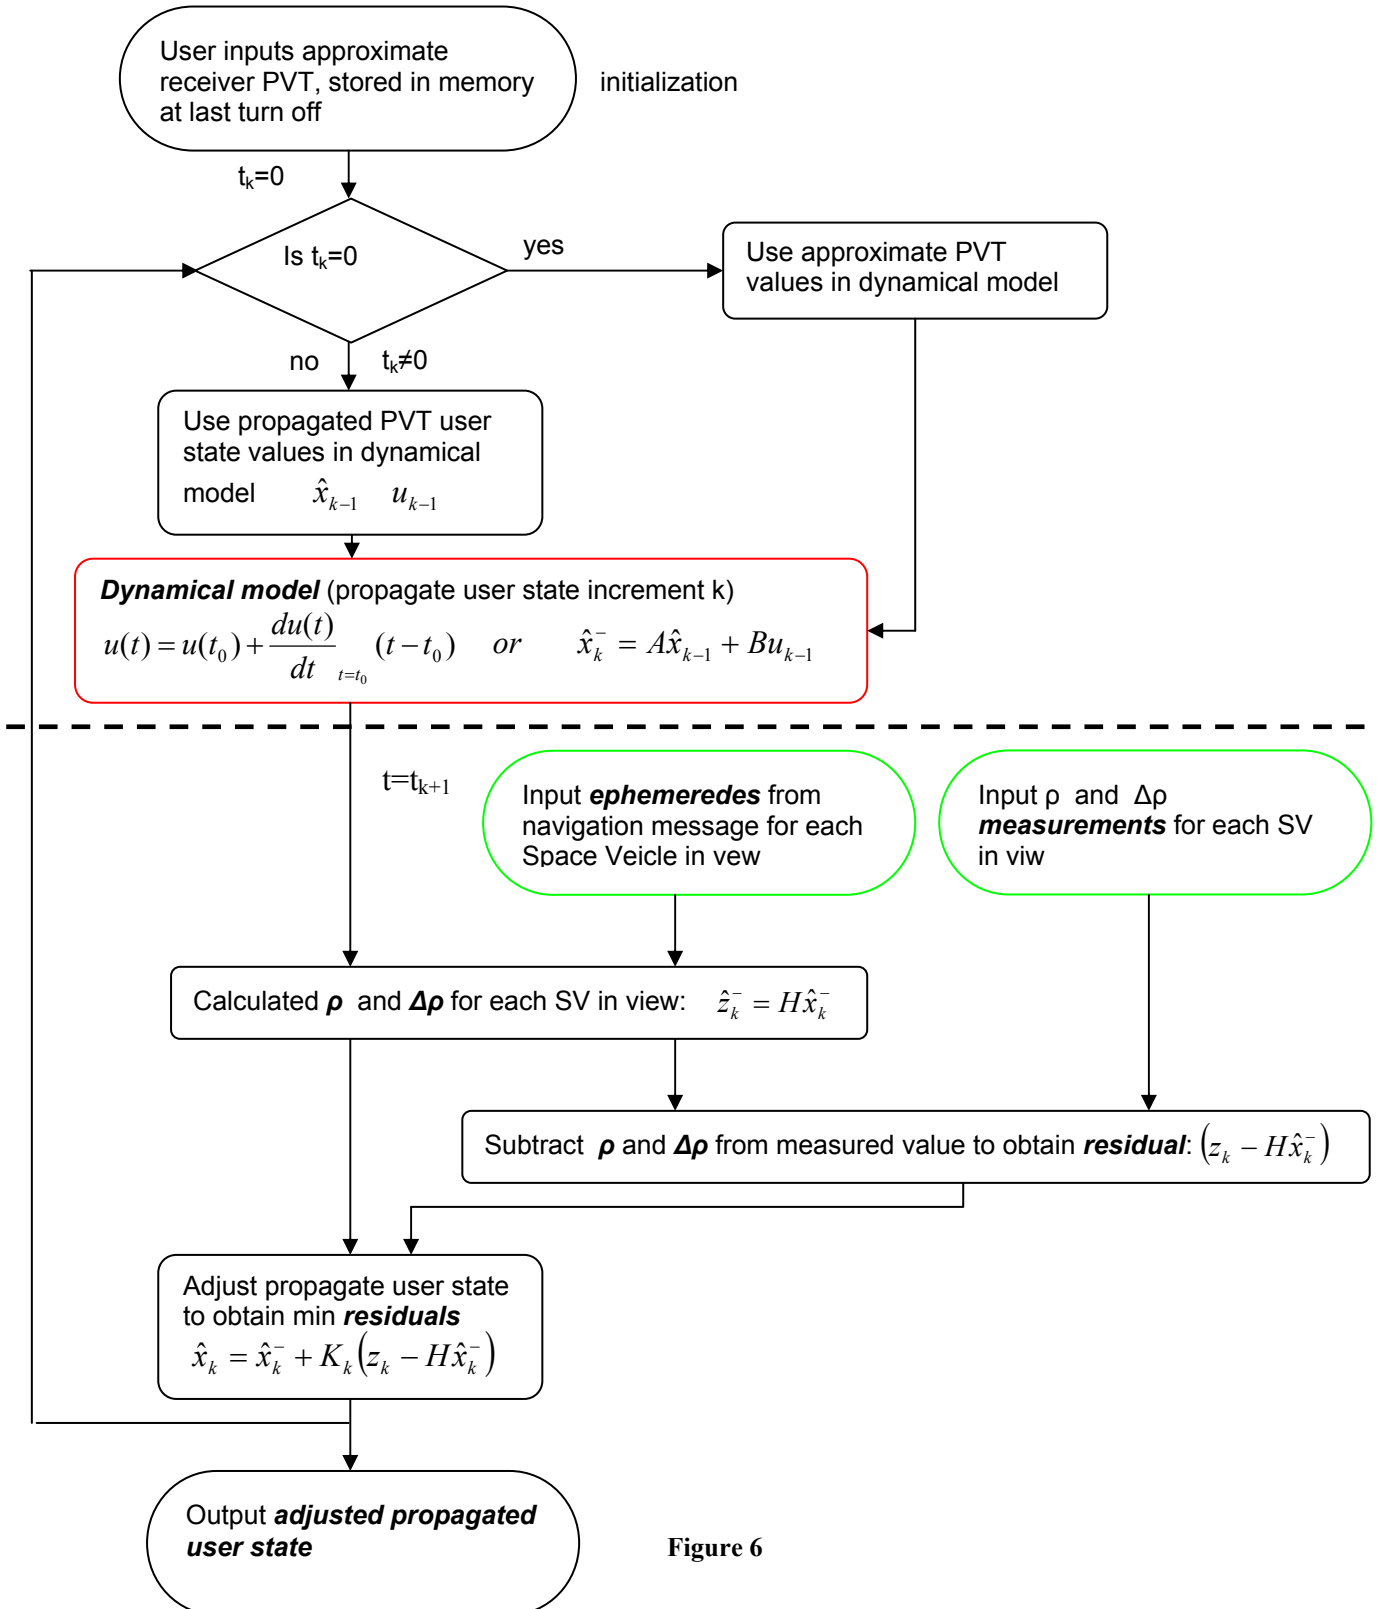 User inputs approximate
receiver PVT, stored in memory
at last turn off
initialization
tₖ=0
Is tₖ=0
yes
Use approximate PVT
values in dynamical model
no tₖ≠0
Use propagated PVT user
state values in dynamical
model x̂ₖ₋₁ uₖ₋₁
Dynamical model (propagate user state increment k)
u(t) = u(t₀) + du(t)/dt t=t₀ (t − t₀) or x̂ₖ⁻ = Ax̂ₖ₋₁ + Buₖ₋₁
t=tₖ₊₁
Input ephemeredes from
navigation message for each
Space Veicle in vew
Input ρ and Δρ
measurements for each SV
in viw
Calculated ρ and Δρ for each SV in view: ẑₖ⁻ = Hx̂ₖ⁻
Subtract ρ and Δρ from measured value to obtain residual: (zₖ − Hx̂ₖ⁻)
Adjust propagate user state
to obtain min residuals
x̂ₖ = x̂ₖ⁻ + Kₖ(zₖ − Hx̂ₖ⁻)
Output adjusted propagated
user state
Figure 6